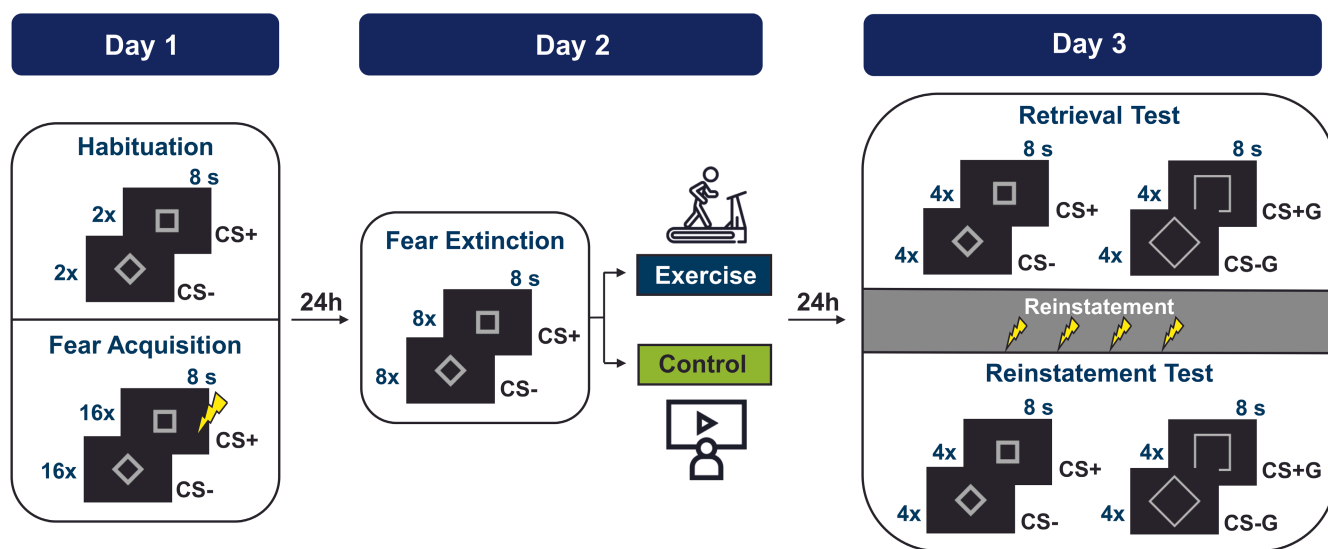 Day 1
Day 2
Day 3
Habituation
8 s
2x
CS+
2x
CS-
Fear Acquisition
8 s
16x
CS+
16x
CS-
24h
Fear Extinction
8 s
8x
CS+
8x
CS-
Exercise
Control
24h
Retrieval Test
8 s
8 s
4x
CS+
4x
CS+G
4x
CS-
4x
CS-G
Reinstatement
Reinstatement Test
8 s
8 s
4x
CS+
4x
CS+G
4x
CS-
4x
CS-G